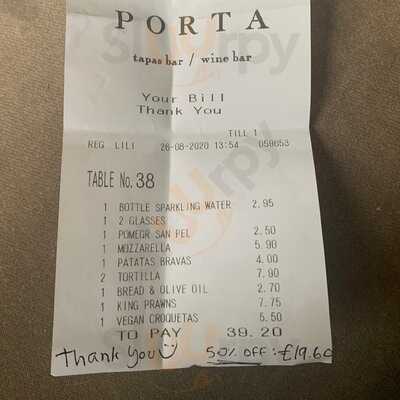 PORTA
tapas bar / wine bar
Your Bill
Thank You
TILL 1
REG LILI 26-08-2020 13:54 059653
TABLE No. 38
1 BOTTLE SPARKLING WATER 2.95
1 2 GLASSES
1 POMEGR SAN PEL 2.50
1 MOZZARELLA 5.90
1 PATATAS BRAVAS 4.00
2 TORTILLA 7.90
1 BREAD & OLIVE OIL 2.70
1 KING PRAWNS 7.75
1 VEGAN CROQUETAS 5.50
TO PAY 39.20
Thank you 50% OFF : £19.60